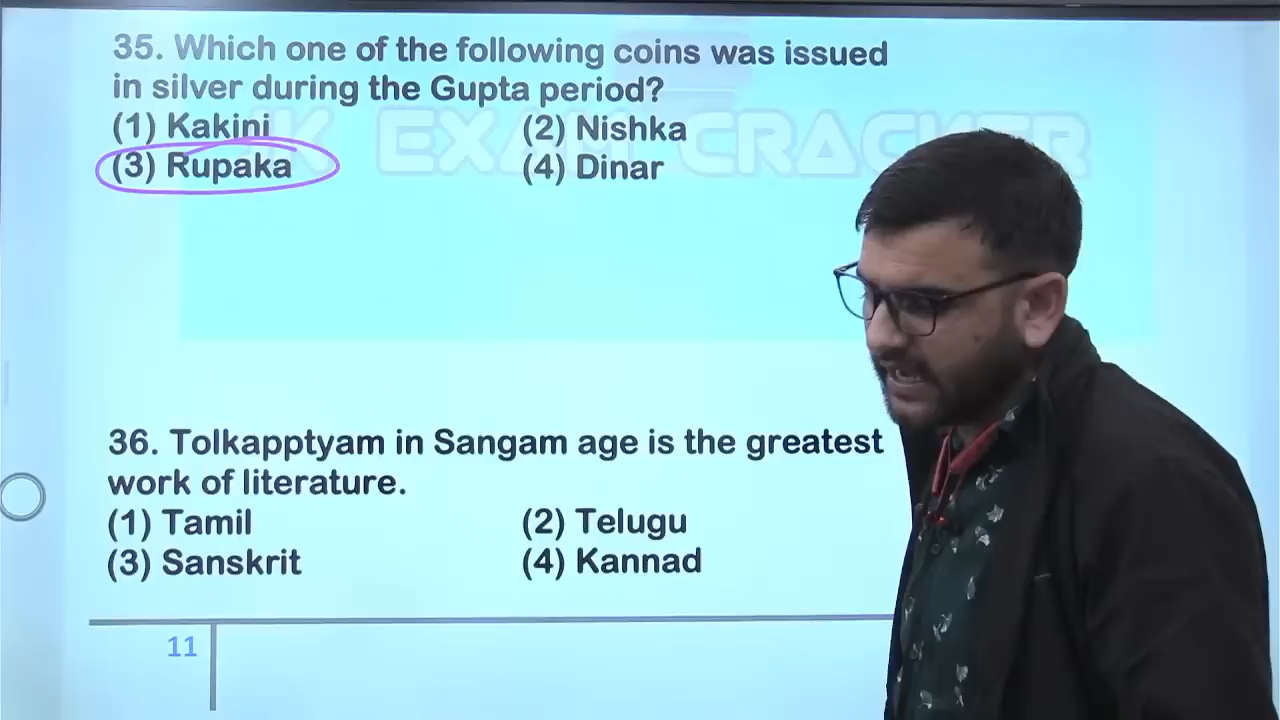 35. Which one of the following coins was issued
in silver during the Gupta period?
(1) Kakini (2) Nishka
(3) Rupaka (4) Dinar
EXAM CRACKER
36. Tolkapptyam in Sangam age is the greatest
work of literature.
(1) Tamil (2) Telugu
(3) Sanskrit (4) Kannad
11